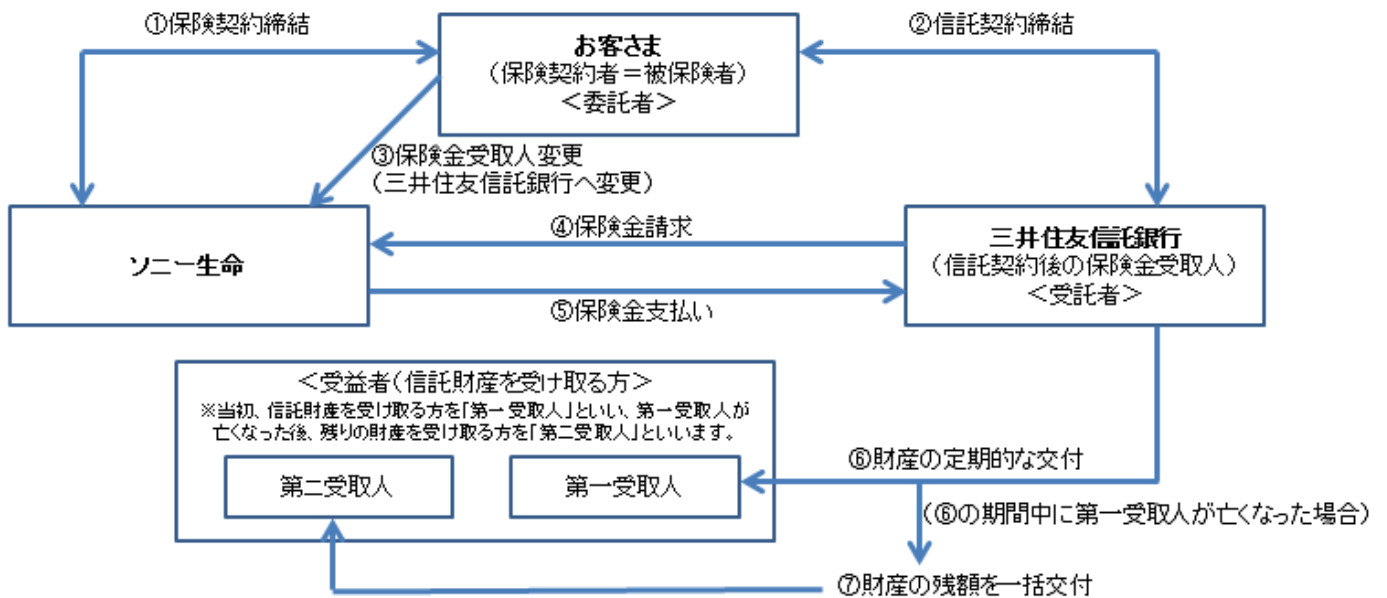 ①保険契約締結
お客さま
(保険契約者=被保険者)
<委託者>
②信託契約締結
③保険金受取人変更
(三井住友信託銀行へ変更)
ソニー生命
④保険金請求
⑤保険金支払い
三井住友信託銀行
(信託契約後の保険金受取人)
<受託者>
<受益者(信託財産を受け取る方)>
※当初、信託財産を受け取る方を「第一受取人」といい、第一受取人が
亡くなった後、残りの財産を受け取る方を「第二受取人」といいます。
第二受取人
第一受取人
⑥財産の定期的な交付
(⑥の期間中に第一受取人が亡くなった場合)
⑦財産の残額を一括交付